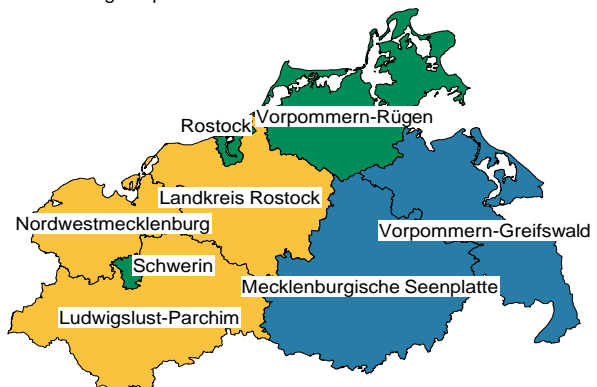 Rostock
Vorpommern-Rügen
Landkreis Rostock
Nordwestmecklenburg
Vorpommern-Greifswald
Schwerin
Mecklenburgische Seenplatte
Ludwigslust-Parchim